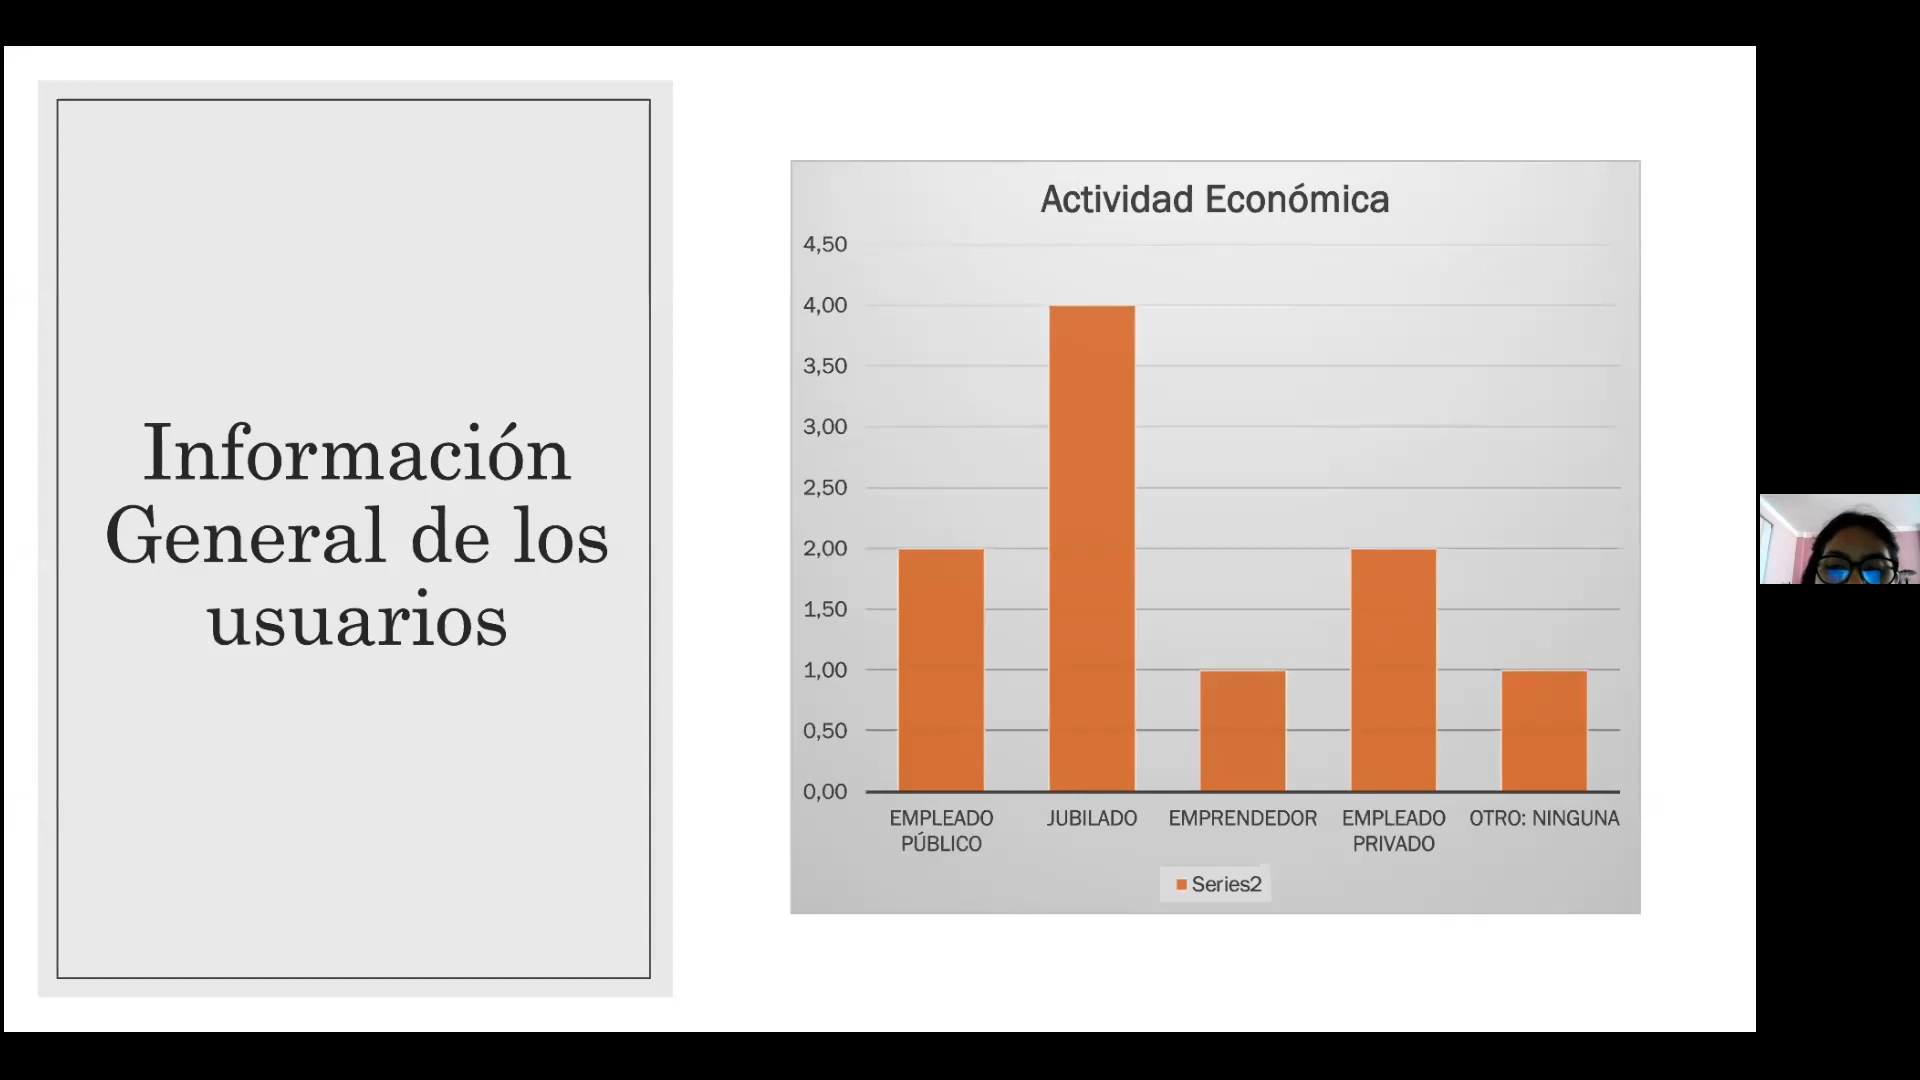 Información
General de los
usuarios
Actividad Económica
4,50
4,00
3,50
3,00
2,50
2,00
1,50
1,00
0,50
0,00
EMPLEADO PÚBLICO
JUBILADO
EMPRENDEDOR
EMPLEADO PRIVADO
OTRO: NINGUNA
Series2